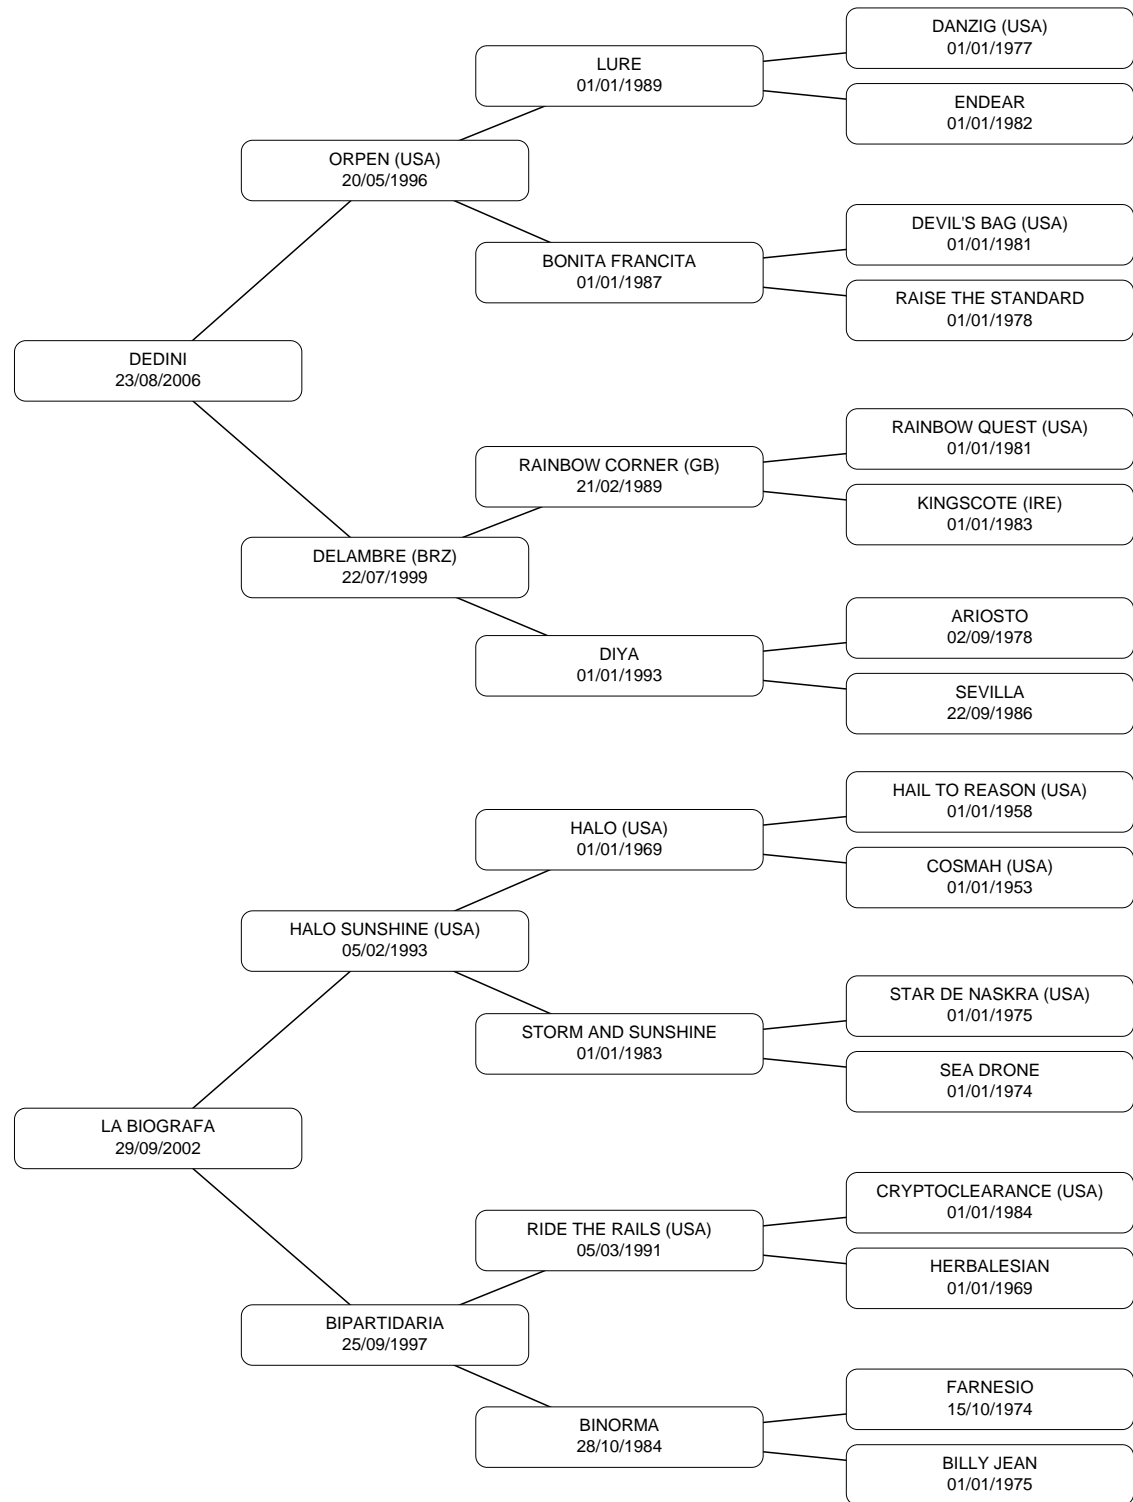 DANZIG (USA)
01/01/1977
LURE
01/01/1989
ENDEAR
01/01/1982
ORPEN (USA)
20/05/1996
DEVIL'S BAG (USA)
01/01/1981
BONITA FRANCITA
01/01/1987
RAISE THE STANDARD
01/01/1978
DEDINI
23/08/2006
RAINBOW QUEST (USA)
01/01/1981
RAINBOW CORNER (GB)
21/02/1989
KINGSCOTE (IRE)
01/01/1983
DELAMBRE (BRZ)
22/07/1999
ARIOSTO
02/09/1978
DIYA
01/01/1993
SEVILLA
22/09/1986
HAIL TO REASON (USA)
01/01/1958
HALO (USA)
01/01/1969
COSMAH (USA)
01/01/1953
HALO SUNSHINE (USA)
05/02/1993
STAR DE NASKRA (USA)
01/01/1975
STORM AND SUNSHINE
01/01/1983
SEA DRONE
01/01/1974
LA BIOGRAFA
29/09/2002
CRYPTOCLEARANCE (USA)
01/01/1984
RIDE THE RAILS (USA)
05/03/1991
HERBALESIAN
01/01/1969
BIPARTIDARIA
25/09/1997
FARNESIO
15/10/1974
BINORMA
28/10/1984
BILLY JEAN
01/01/1975